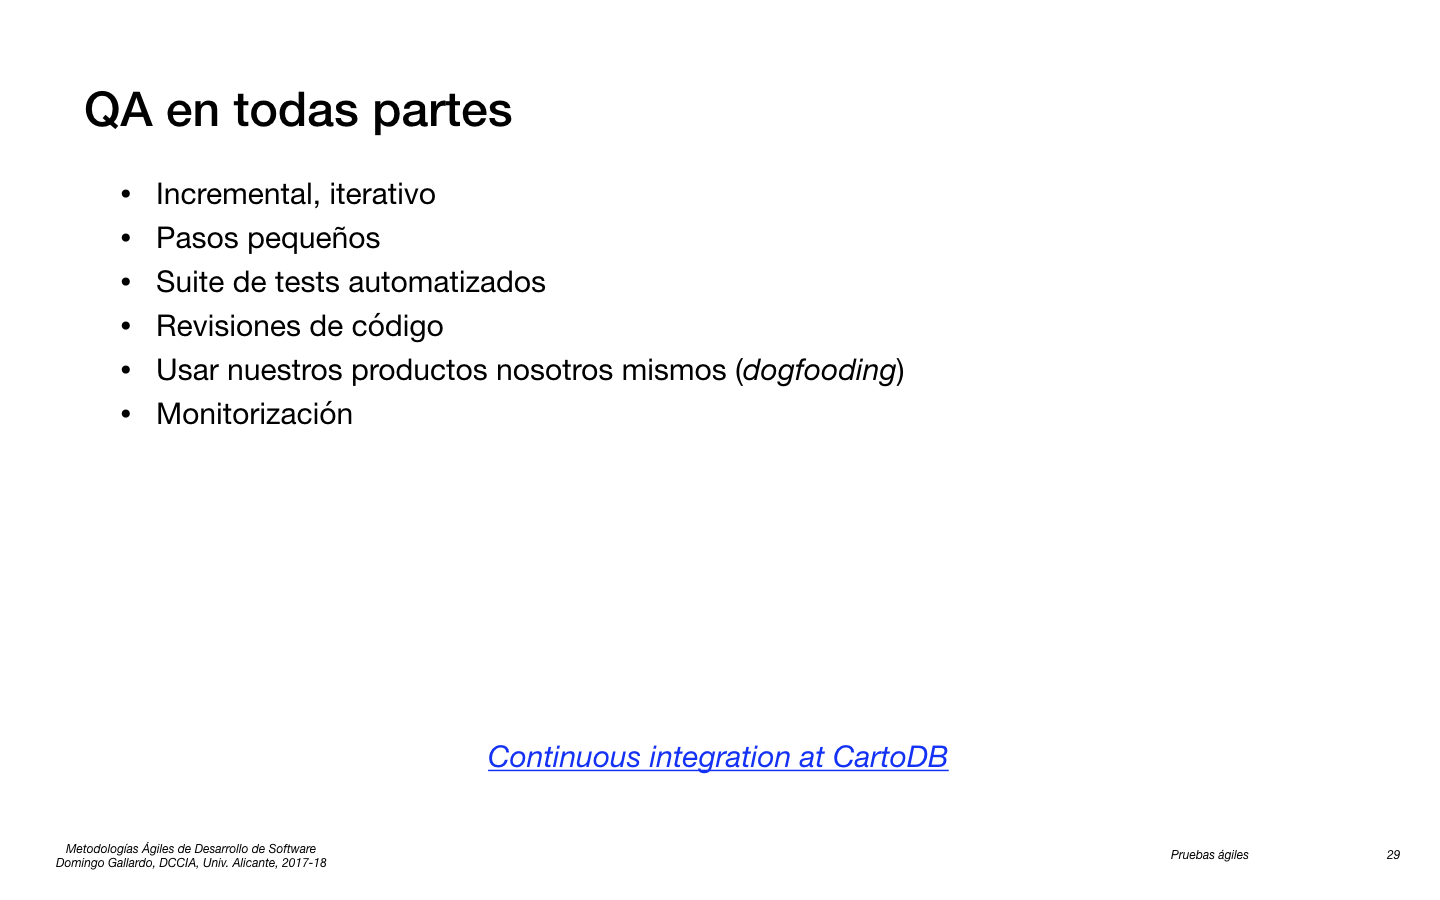 QA en todas partes
• Incremental, iterativo
• Pasos pequeños
• Suite de tests automatizados
• Revisiones de código
• Usar nuestros productos nosotros mismos (dogfooding)
• Monitorización
Continuous integration at CartoDB
Metodologías Ágiles de Desarrollo de Software
Domingo Gallardo, DCCIA, Univ. Alicante, 2017-18
Pruebas ágiles
29